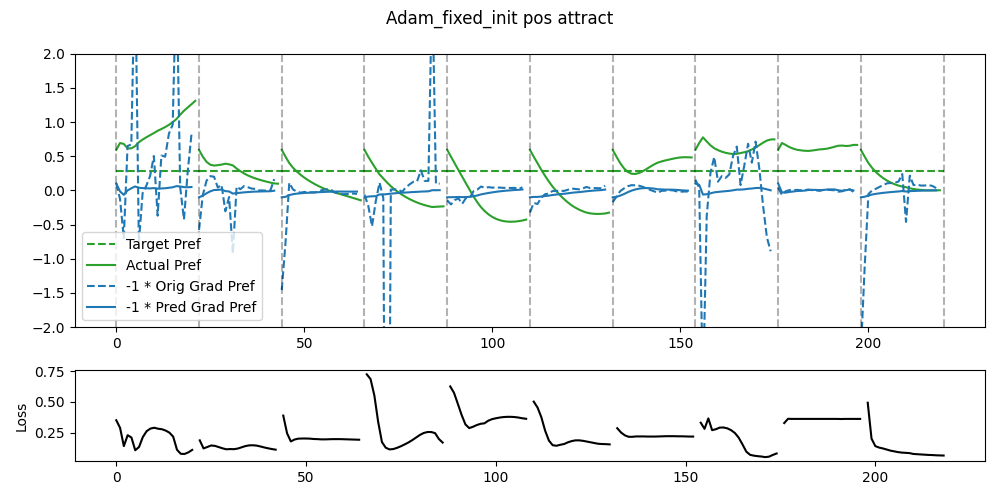 Adam_fixed_init pos attract
2.0
1.5
1.0
0.5
0.0
−0.5
−1.0
−1.5
−2.0
Target Pref
Actual Pref
-1 * Orig Grad Pref
-1 * Pred Grad Pref
0 50 100 150 200
Loss
0.75
0.50
0.25
0 50 100 150 200